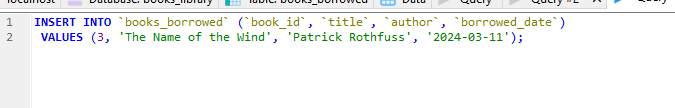 localhost Database: books_library Table: books_borrowed Data Query Query #2 Query
1 INSERT INTO `books_borrowed` (`book_id`, `title`, `author`, `borrowed_date`)
2 VALUES (3, 'The Name of the Wind', 'Patrick Rothfuss', '2024-03-11');